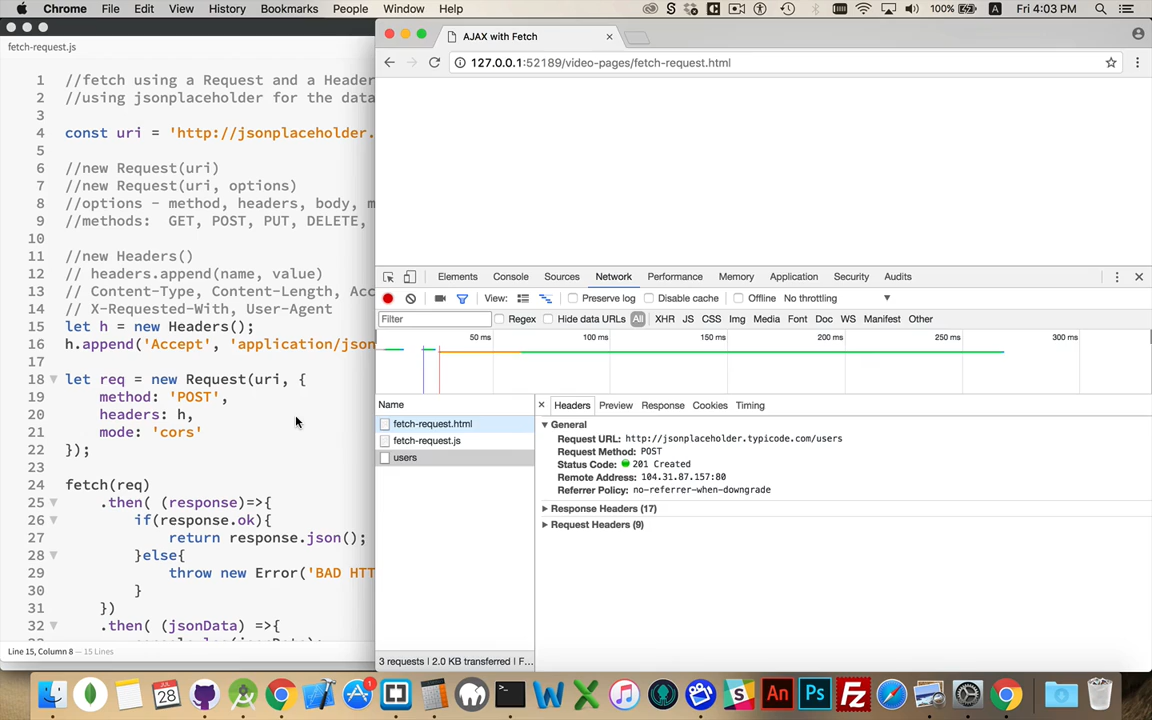 Chrome File Edit View History Bookmarks People Window Help 100% Fri 4:03 PM
fetch-request.js
1 //fetch using a Request and a Header
2 //using jsonplaceholder for the data
3
4 const uri = 'http://jsonplaceholder.
5
6 //new Request(uri)
7 //new Request(uri, options)
8 //options - method, headers, body, m
9 //methods: GET, POST, PUT, DELETE,
10
11 //new Headers()
12 // headers.append(name, value)
13 // Content-Type, Content-Length, Acc
14 // X-Requested-With, User-Agent
15 let h = new Headers();
16 h.append('Accept', 'application/json
17
18 let req = new Request(uri, {
19 method: 'POST',
20 headers: h,
21 mode: 'cors'
22 });
23
24 fetch(req)
25 .then( (response)=>{
26 if(response.ok){
27 return response.json();
28 }else{
29 throw new Error('BAD HTT
30 }
31 })
32 .then( (jsonData) =>{
Line 15, Column 8 — 15 Lines
AJAX with Fetch
127.0.0.1:52189/video-pages/fetch-request.html
Elements Console Sources Network Performance Memory Application Security Audits
View: Preserve log Disable cache Offline No throttling
Filter Regex Hide data URLs All XHR JS CSS Img Media Font Doc WS Manifest Other
50 ms 100 ms 150 ms 200 ms 250 ms 300 ms
Name
fetch-request.html
fetch-request.js
users
3 requests | 2.0 KB transferred | F...
Headers Preview Response Cookies Timing
General
Request URL: http://jsonplaceholder.typicode.com/users
Request Method: POST
Status Code: 201 Created
Remote Address: 104.31.87.157:80
Referrer Policy: no-referrer-when-downgrade
Response Headers (17)
Request Headers (9)
JUL
28
1
An
Ps
Fz